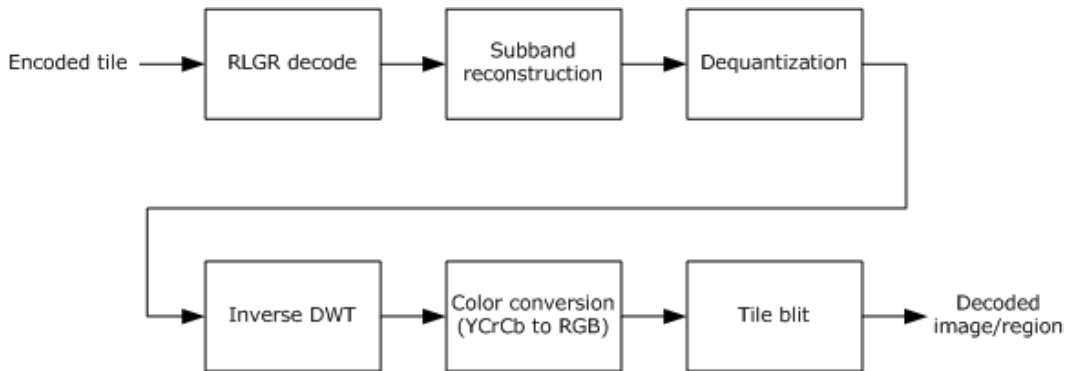 Encoded tile
RLGR decode
Subband
reconstruction
Dequantization
Inverse DWT
Color conversion
(YCrCb to RGB)
Tile blit
Decoded
image/region